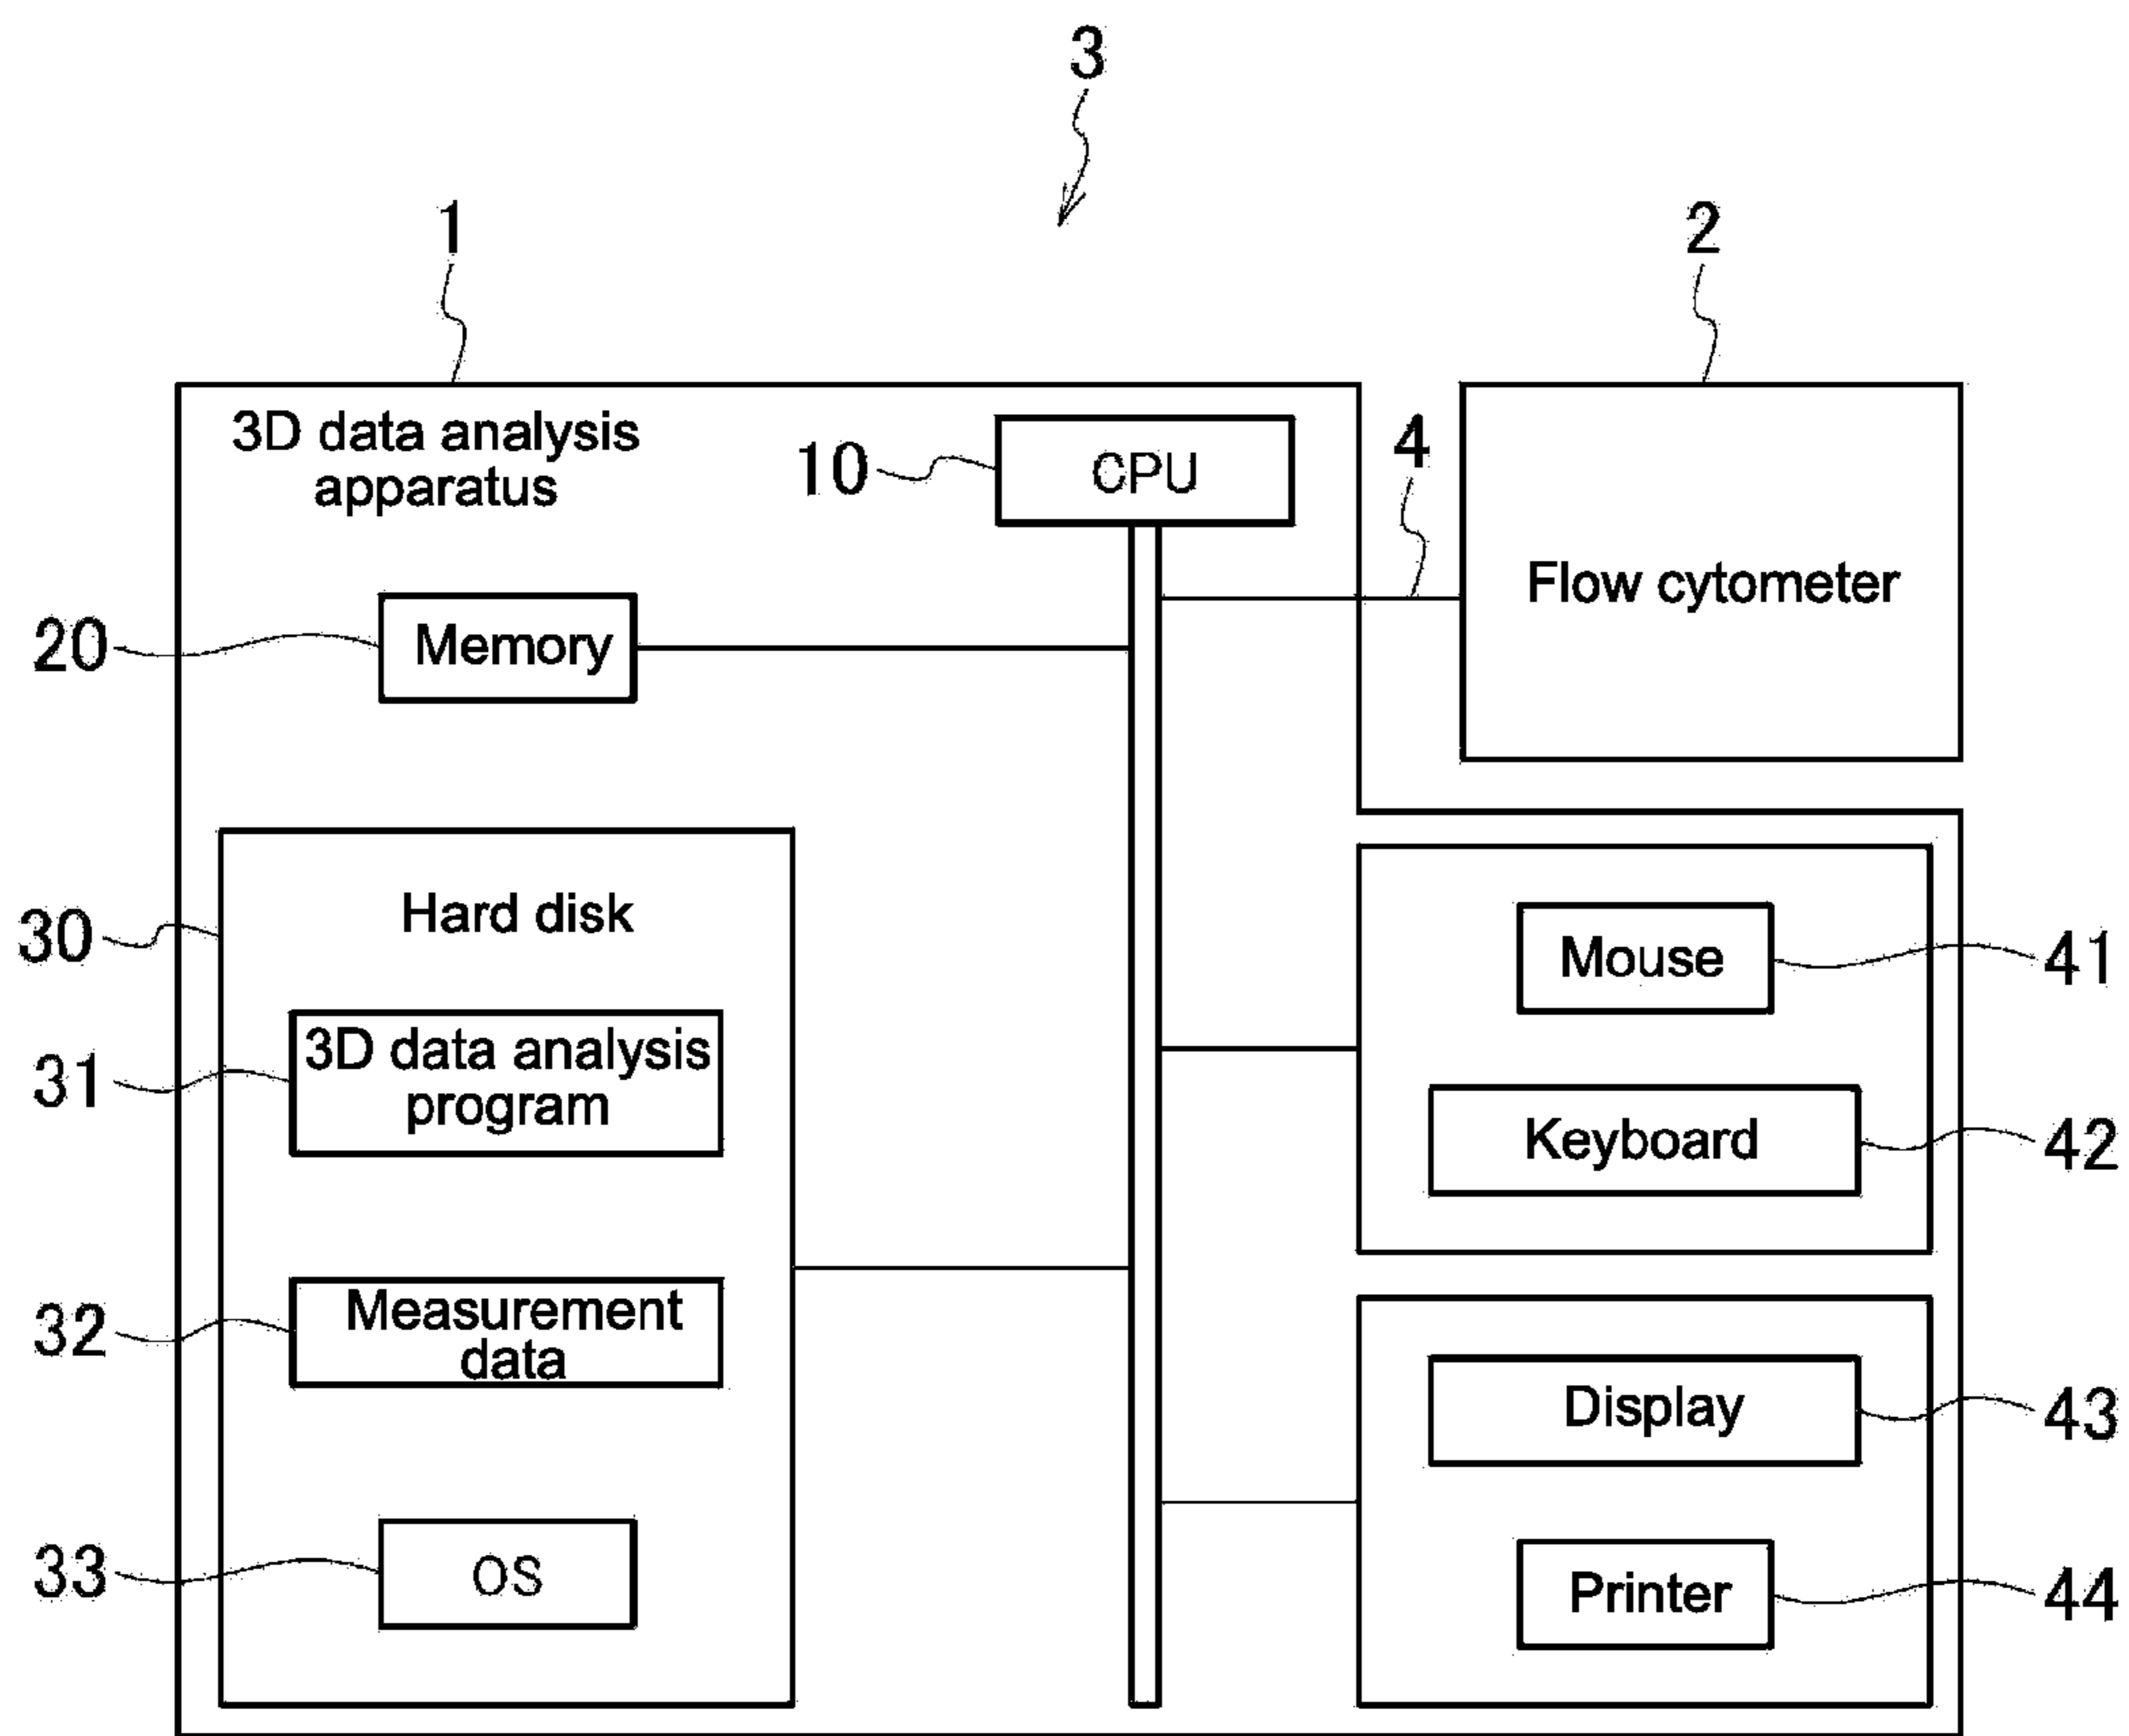 3
1
2
3D data analysis
apparatus
10
CPU
4
Flow cytometer
20
Memory
30
Hard disk
Mouse
41
31
3D data analysis
program
Keyboard
42
32
Measurement
data
Display
43
33
OS
Printer
44